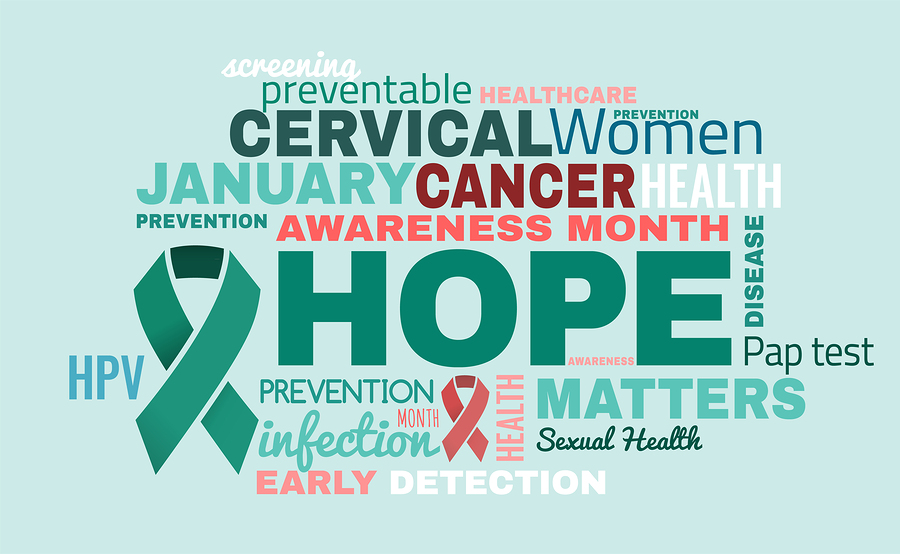 screening
preventable HEALTHCARE
PREVENTION
CERVICAL Women
JANUARY CANCER HEALTH
PREVENTION AWARENESS MONTH
DISEASE
HOPE
AWARENESS
Pap test
HPV
PREVENTION
MONTH
HEALTH
MATTERS
infection
Sexual Health
EARLY DETECTION